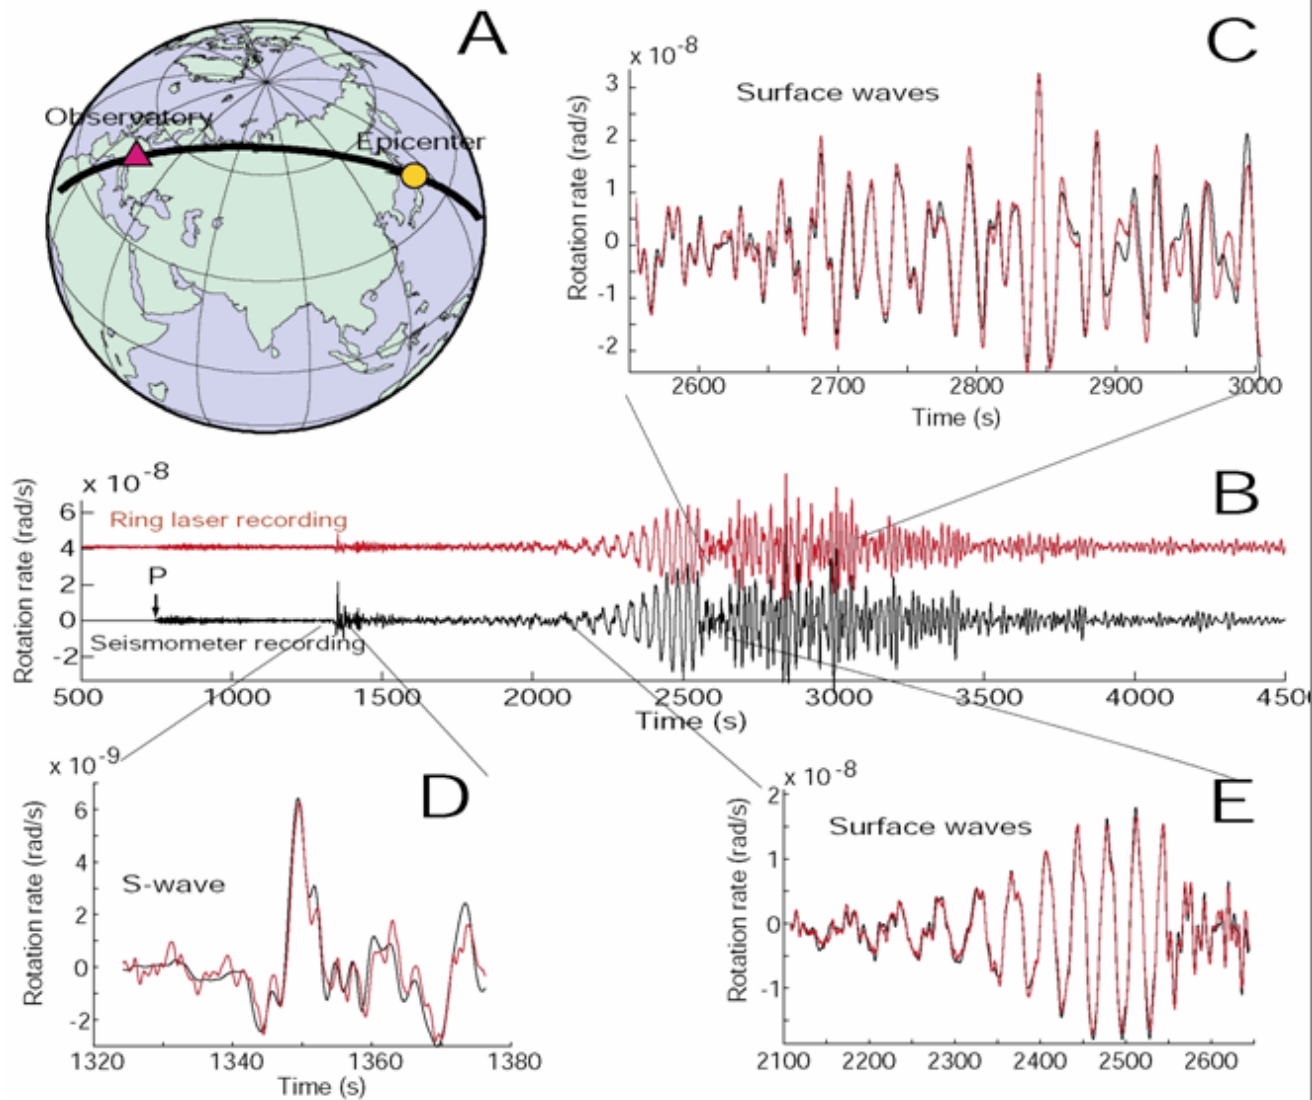 A
Observatory
Epicenter
C
x 10-8
Surface waves
Rotation rate (rad/s)
3
2
1
0
-1
-2
2600 2700 2800 2900 3000
Time (s)
B
x 10-8
Rotation rate (rad/s)
6
4
2
0
-2
Ring laser recording
P
Seismometer recording
500 1000 1500 2000 2500 3000 3500 4000 4500
Time (s)
D
x 10-9
Rotation rate (rad/s)
6
4
2
0
-2
S-wave
1320 1340 1360 1380
Time (s)
E
x 10-8
Surface waves
Rotation rate (rad/s)
2
1
0
-1
2100 2200 2300 2400 2500 2600
Time (s)